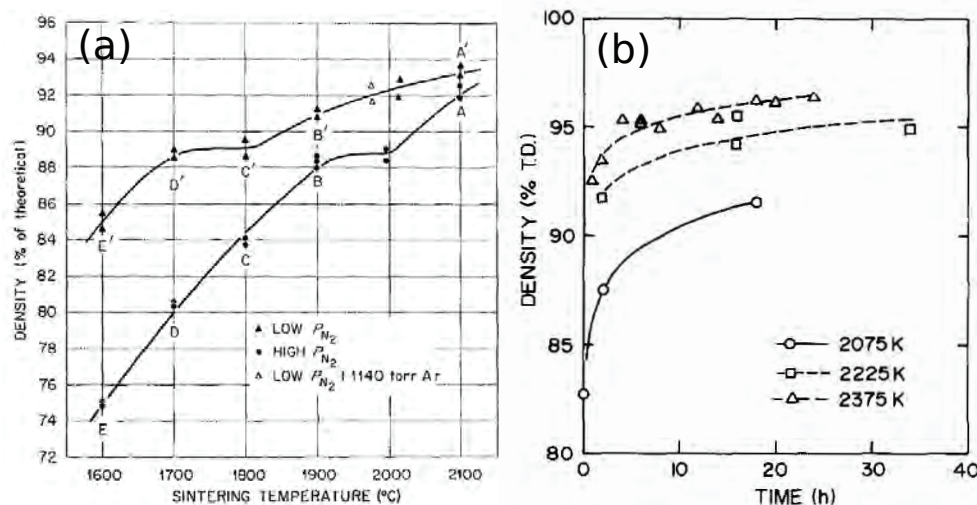 (a)
DENSITY (% of theoretical)
96
94
92
90
88
86
84
82
80
78
76
74
72
A'
A
B'
B
C'
C
D'
D
E'
E
▲ LOW P_N2
● HIGH P_N2
△ LOW P_N2 + 1140 torr Ar
1600 1700 1800 1900 2000 2100
SINTERING TEMPERATURE (°C)
(b)
DENSITY (% T.D.)
100
95
90
85
80
2075 K
2225 K
2375 K
0 10 20 30 40
TIME (h)